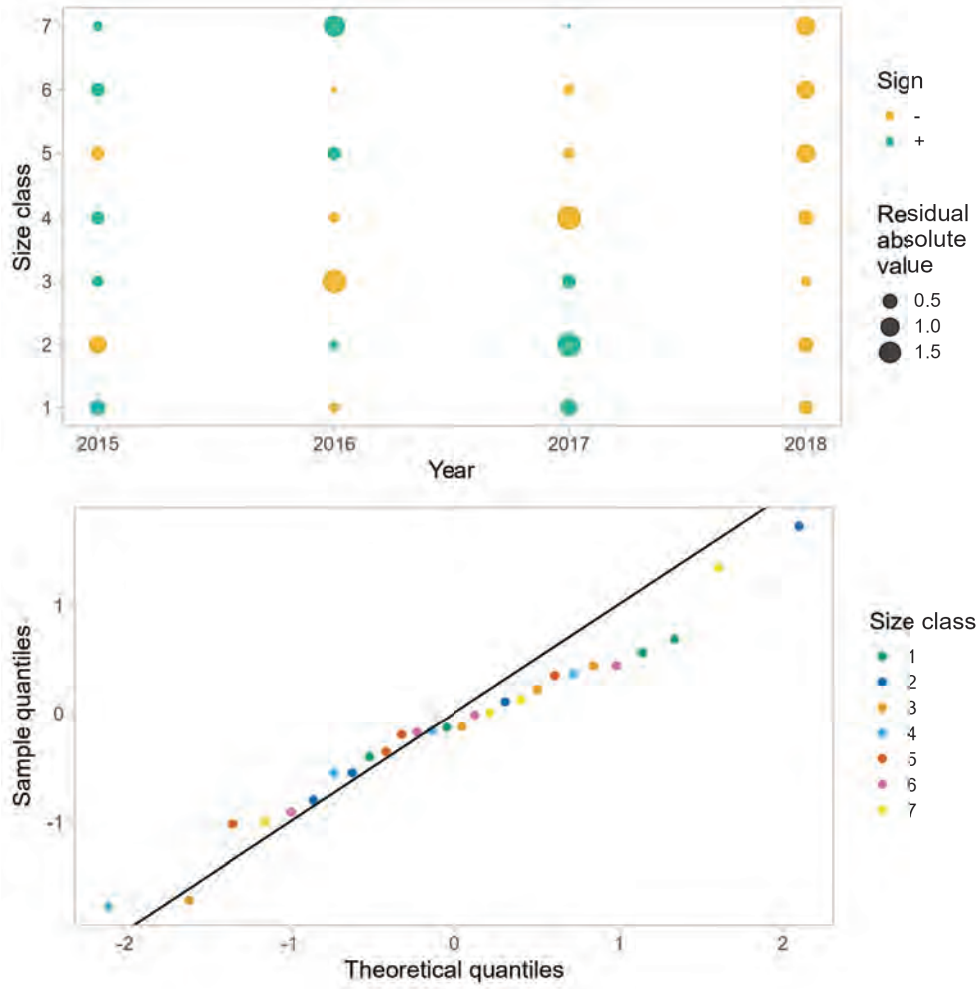 7
6
5
4
3
2
1
Size class
2015 2016 2017 2018
Year
Sign
-
+
Residual
absolute
value
0.5
1.0
1.5
1
0
-1
Sample quantiles
-2 -1 0 1 2
Theoretical quantiles
Size class
1
2
3
4
5
6
7